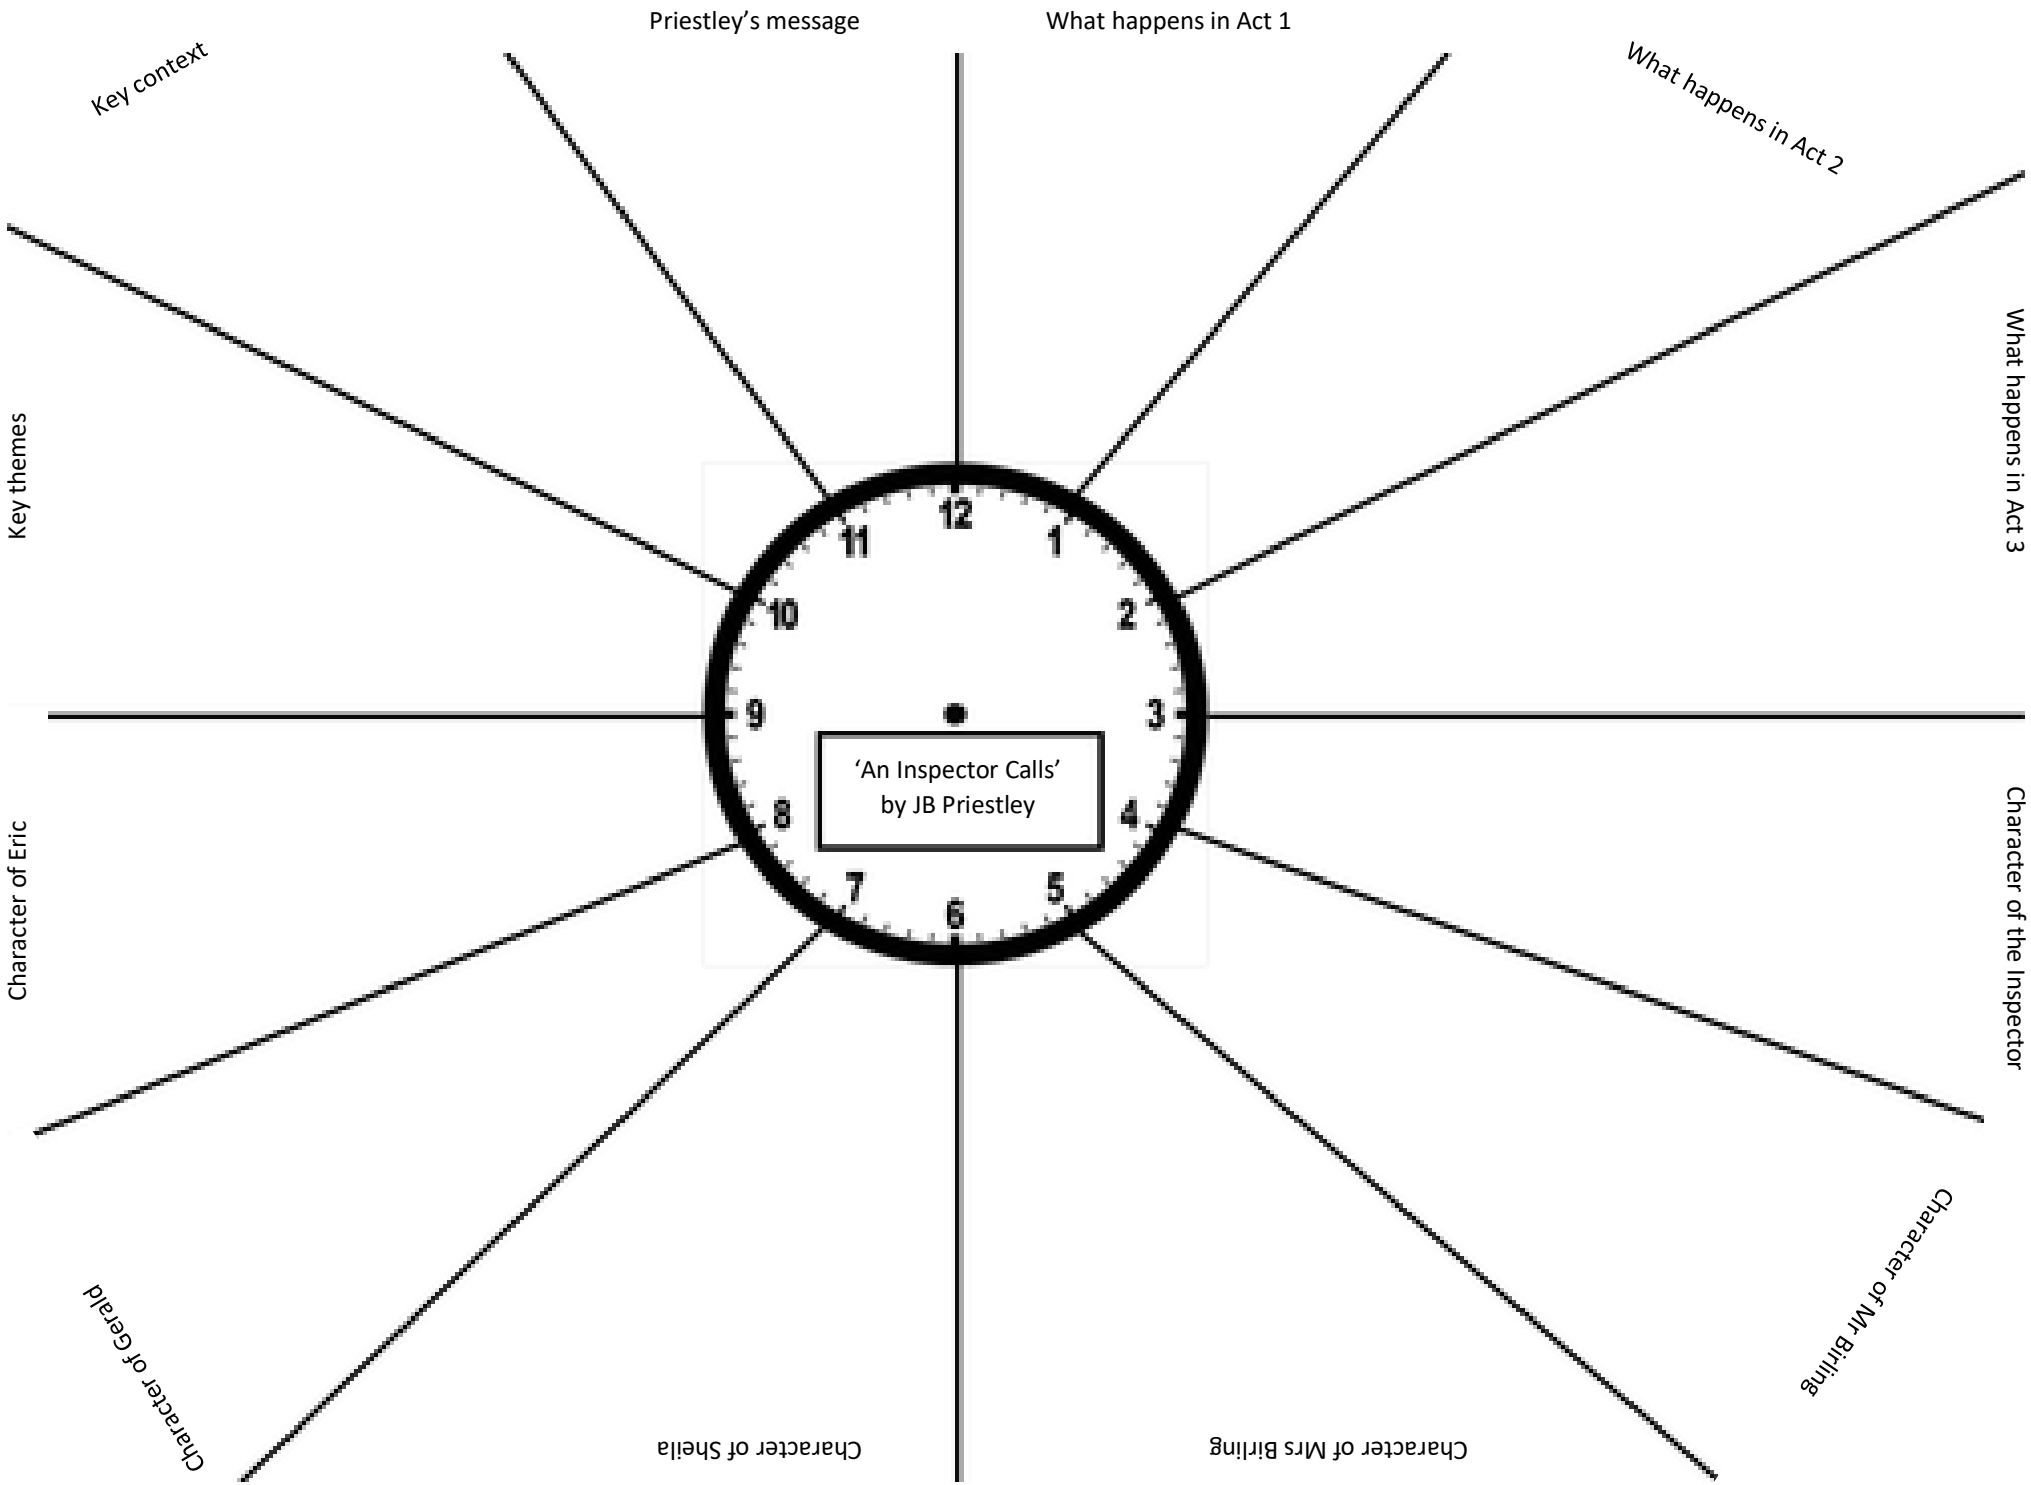 Priestley’s message
What happens in Act 1
What happens in Act 2
What happens in Act 3
Character of the Inspector
Character of Mr Birling
Character of Mrs Birling
Character of Sheila
Character of Gerald
Character of Eric
Key themes
Key context
12
1
2
3
4
5
6
7
8
9
10
11
‘An Inspector Calls’
by JB Priestley